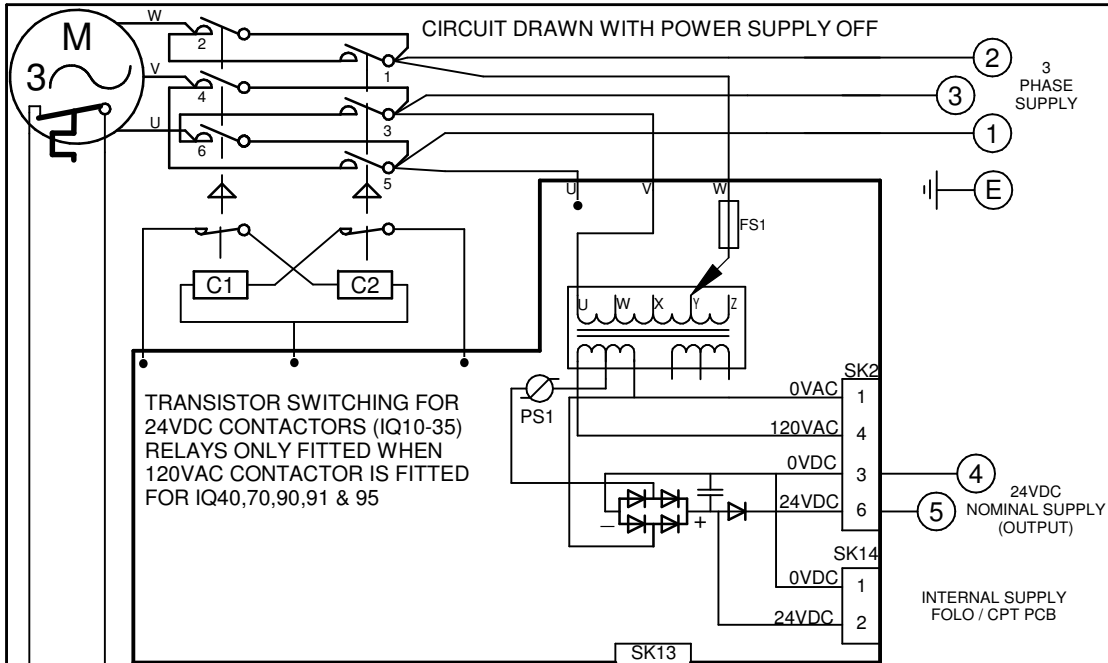 CIRCUIT DRAWN WITH POWER SUPPLY OFF
M
3
W
V
U
2
4
6
1
3
5
2
3
1
E
3
PHASE
SUPPLY
U
V
W
FS1
C1
C2
U
W
X
Y
Z
PS1
TRANSISTOR SWITCHING FOR
24VDC CONTACTORS (IQ10-35)
RELAYS ONLY FITTED WHEN
120VAC CONTACTOR IS FITTED
FOR IQ40,70,90,91 & 95
SK2
0VAC
1
120VAC
4
0VDC
3
24VDC
6
4
5
24VDC
NOMINAL SUPPLY
(OUTPUT)
–
+
SK14
0VDC
1
24VDC
2
INTERNAL SUPPLY
FOLO / CPT PCB
SK13